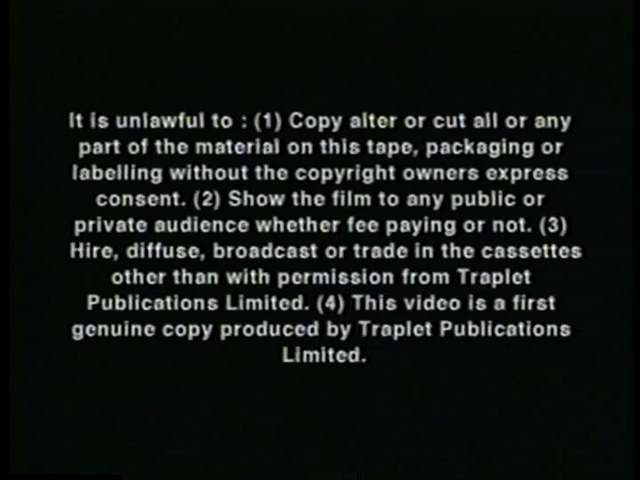 It is unlawful to : (1) Copy alter or cut all or any
part of the material on this tape, packaging or
labelling without the copyright owners express
consent. (2) Show the film to any public or
private audience whether fee paying or not. (3)
Hire, diffuse, broadcast or trade in the cassettes
other than with permission from Traplet
Publications Limited. (4) This video is a first
genuine copy produced by Traplet Publications
Limited.